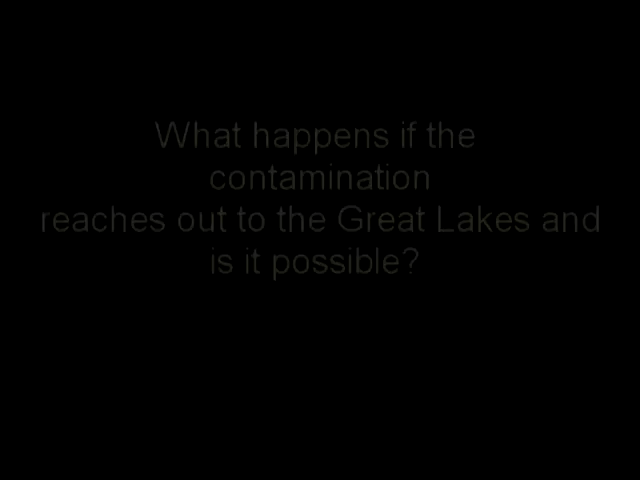 What happens if the
contamination
reaches out to the Great Lakes and
is it possible?